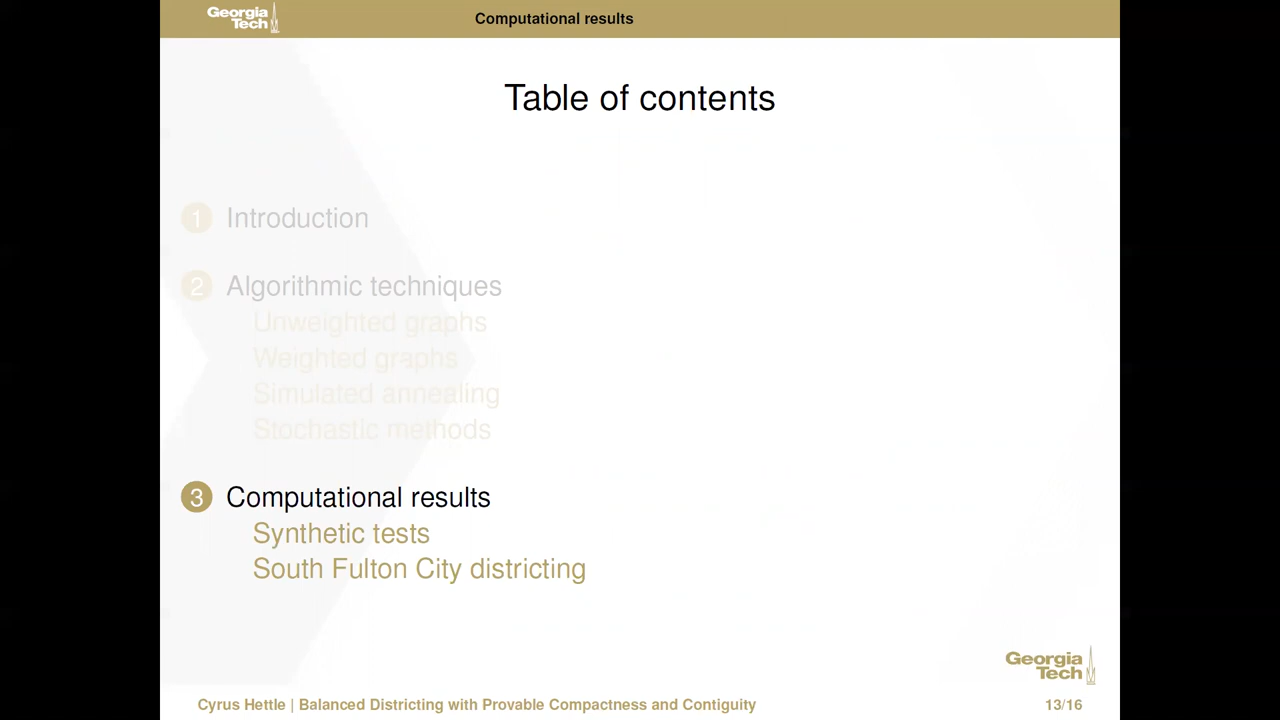 Georgia
Tech
Computational results
Table of contents
1 Introduction
2 Algorithmic techniques
Unweighted graphs
Weighted graphs
Simulated annealing
Stochastic methods
3 Computational results
Synthetic tests
South Fulton City districting
Georgia
Tech
Cyrus Hettle | Balanced Districting with Provable Compactness and Contiguity 13/16